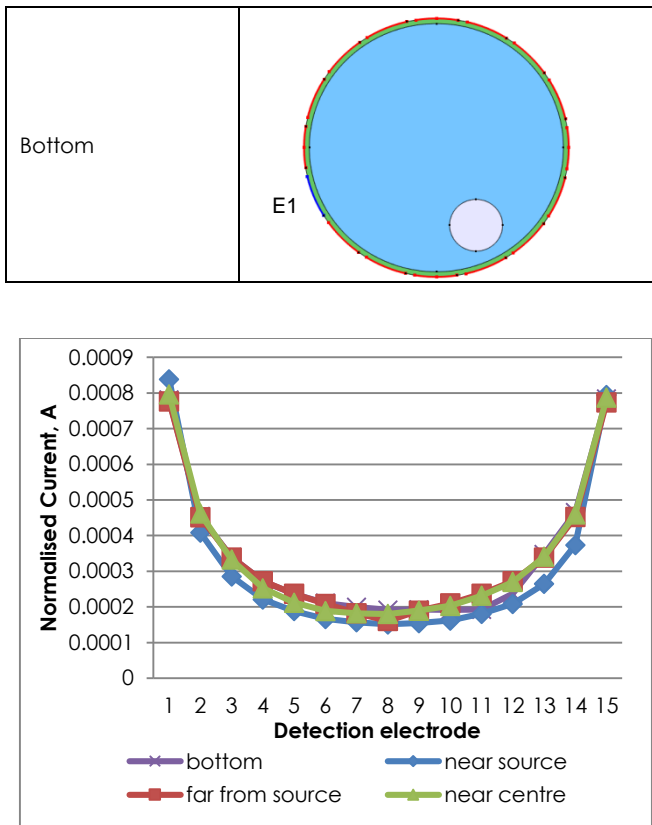 Bottom
E1
0.0009
0.0008
0.0007
0.0006
0.0005
0.0004
0.0003
0.0002
0.0001
0
Normalised Current, A
1 2 3 4 5 6 7 8 9 10 11 12 13 14 15
Detection electrode
bottom near source
far from source near centre